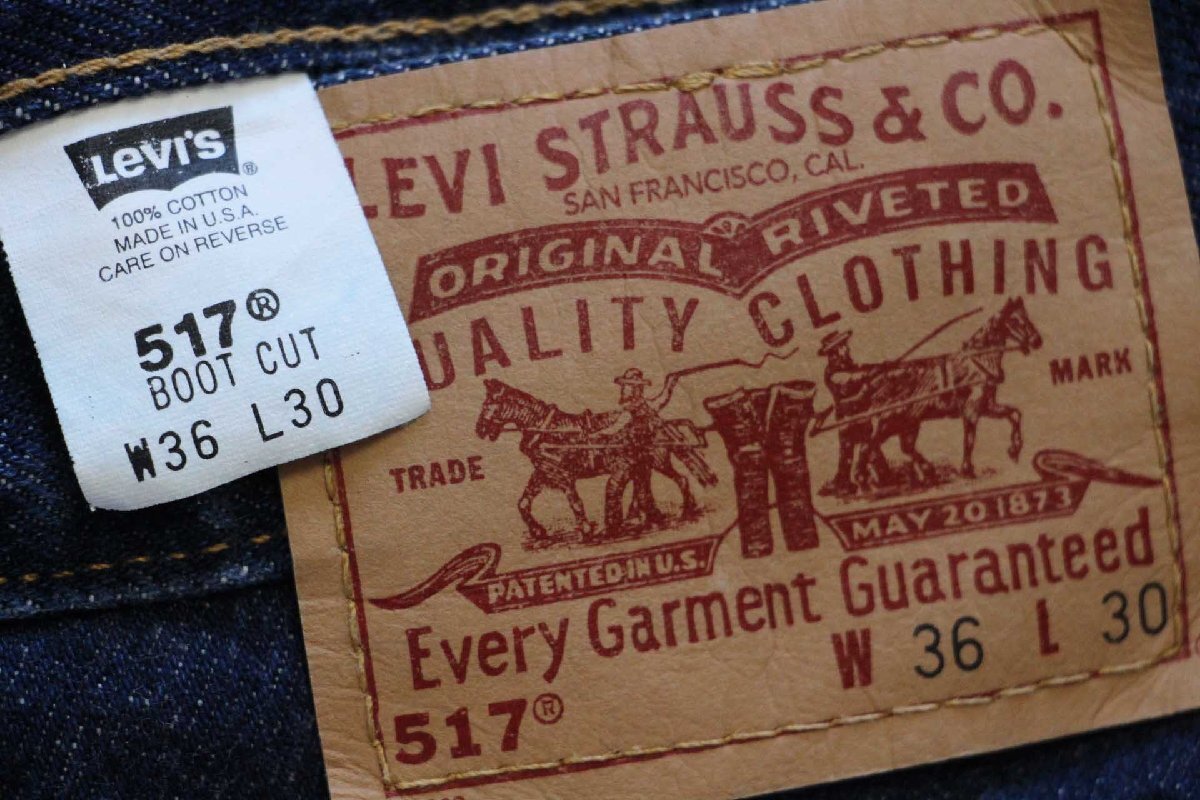 LEVI'S®
100% COTTON
MADE IN U.S.A.
CARE ON REVERSE
517®
BOOT CUT
W36 L30
LEVI STRAUSS & CO.
SAN FRANCISCO, CAL.
ORIGINAL RIVETED
QUALITY CLOTHING
TRADE MARK
PATENTED IN U.S. MAY 20 1873
Every Garment Guaranteed
W 36 L 30
517®